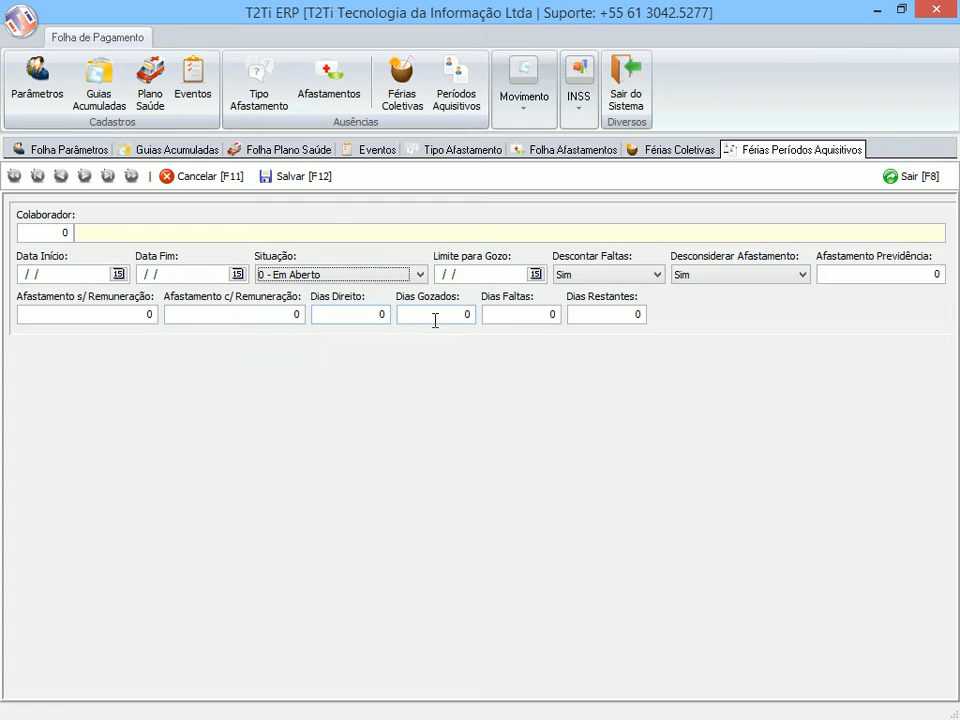 T2Ti ERP [T2Ti Tecnologia da Informação Ltda | Suporte: +55 61 3042.5277]
Folha de Pagamento
Parâmetros Guias Acumuladas Plano Saúde Eventos Tipo Afastamento Afastamentos Férias Coletivas Períodos Aquisitivos Movimento INSS Sair do Sistema
Cadastros Ausências Diversos
Folha Parâmetros Guias Acumuladas Folha Plano Saúde Eventos Tipo Afastamento Folha Afastamentos Férias Coletivas Férias Períodos Aquisitivos
| Cancelar [F11] Salvar [F12] Sair [F8]
Colaborador:
0
Data Início: Data Fim: Situação: Limite para Gozo: Descontar Faltas: Desconsiderar Afastamento: Afastamento Previdência:
/ / 15 / / 15 0 - Em Aberto / / 15 Sim Sim 0
Afastamento s/ Remuneração: Afastamento c/ Remuneração: Dias Direito: Dias Gozados: Dias Faltas: Dias Restantes:
0 0 0 0 0 0